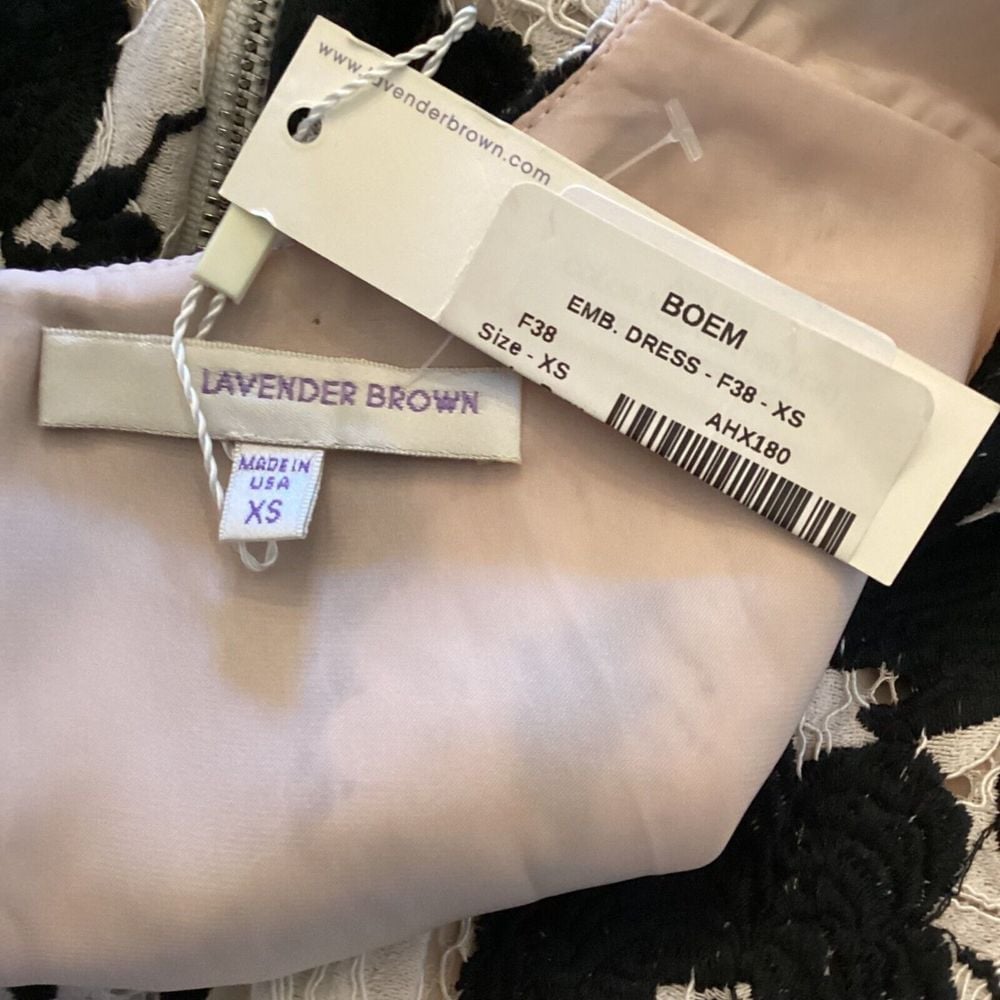 www.lavenderbrown.com
BOEM
EMB. DRESS - F38 - XS
F38
Size - XS
AHX180
LAVENDER BROWN
MADE IN
USA
XS